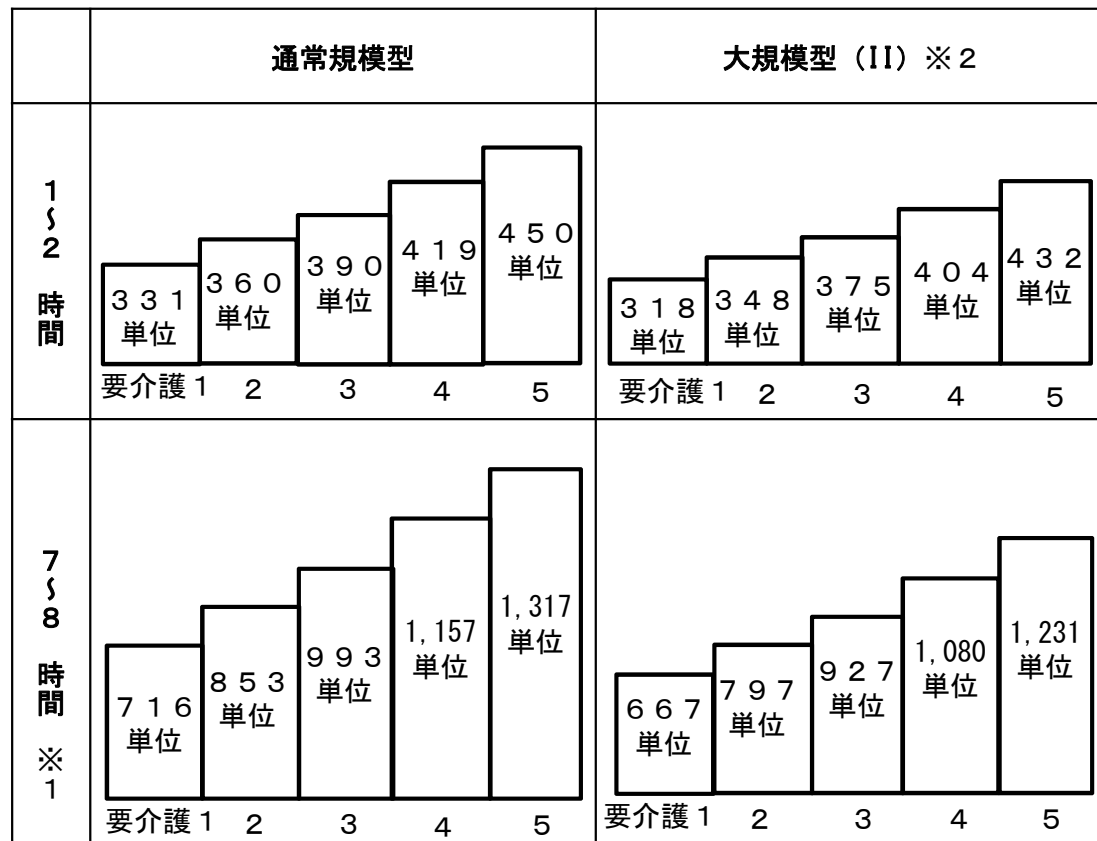 通常規模型
大規模型（II）※２
１～２ 時間
３３１
単位
３６０
単位
３９０
単位
４１９
単位
４５０
単位
要介護１ ２ ３ ４ ５
３１８
単位
３４８
単位
３７５
単位
４０４
単位
４３２
単位
要介護１ ２ ３ ４ ５
７～８ 時間 ※１
７１６
単位
８５３
単位
９９３
単位
1,157
単位
1,317
単位
要介護１ ２ ３ ４ ５
６６７
単位
７９７
単位
９２７
単位
1,080
単位
1,231
単位
要介護１ ２ ３ ４ ５